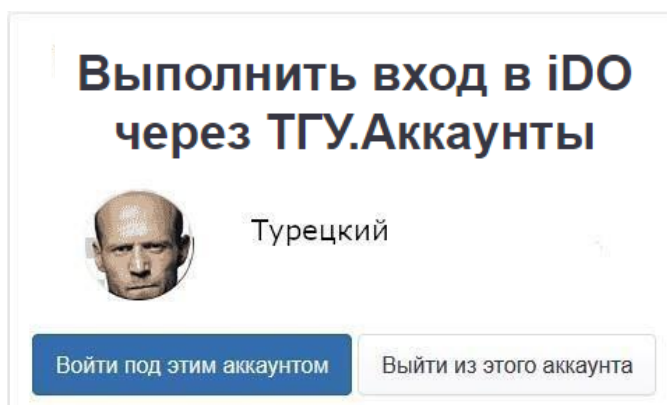 Выполнить вход в iDO
через ТГУ.Аккаунты
Турецкий
Войти под этим аккаунтом Выйти из этого аккаунта